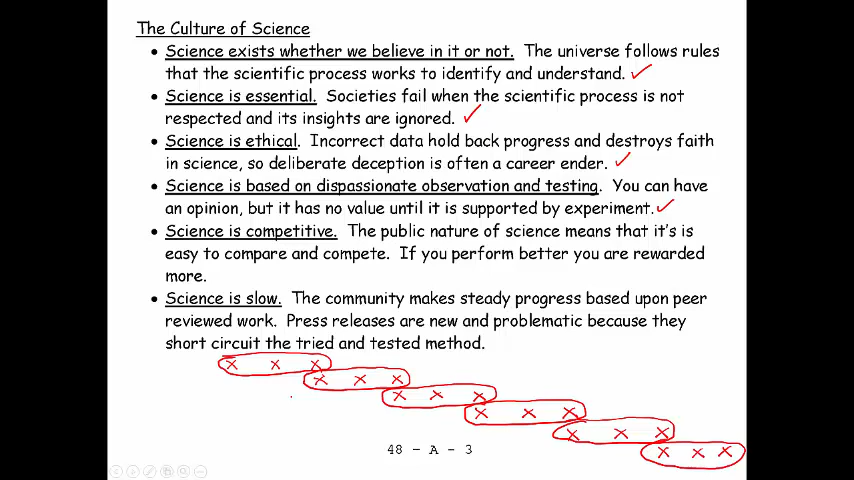 The Culture of Science
• Science exists whether we believe in it or not. The universe follows rules
that the scientific process works to identify and understand. ✓
• Science is essential. Societies fail when the scientific process is not
respected and its insights are ignored. ✓
• Science is ethical. Incorrect data hold back progress and destroys faith
in science, so deliberate deception is often a career ender. ✓
• Science is based on dispassionate observation and testing. You can have
an opinion, but it has no value until it is supported by experiment. ✓
• Science is competitive. The public nature of science means that it's is
easy to compare and compete. If you perform better you are rewarded
more.
• Science is slow. The community makes steady progress based upon peer
reviewed work. Press releases are new and problematic because they
short circuit the tried and tested method.
x x x
x x x
x x x
x x x
x x x
x x x
48 - A - 3